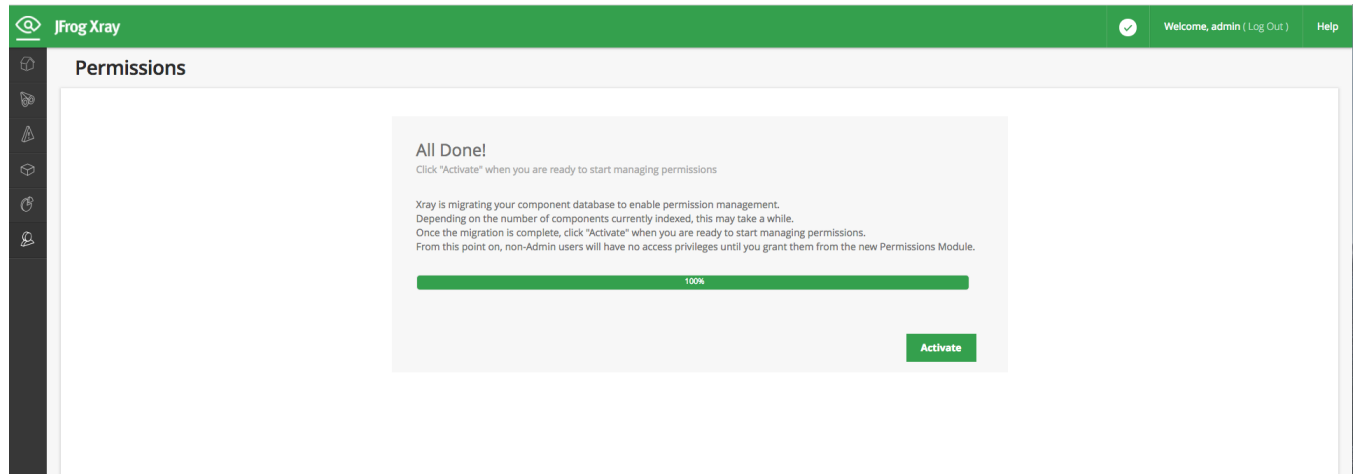 JFrog Xray
Welcome, admin ( Log Out )
Help
Permissions
All Done!
Click "Activate" when you are ready to start managing permissions
Xray is migrating your component database to enable permission management.
Depending on the number of components currently indexed, this may take a while.
Once the migration is complete, click "Activate" when you are ready to start managing permissions.
From this point on, non-Admin users will have no access privileges until you grant them from the new Permissions Module.
100%
Activate